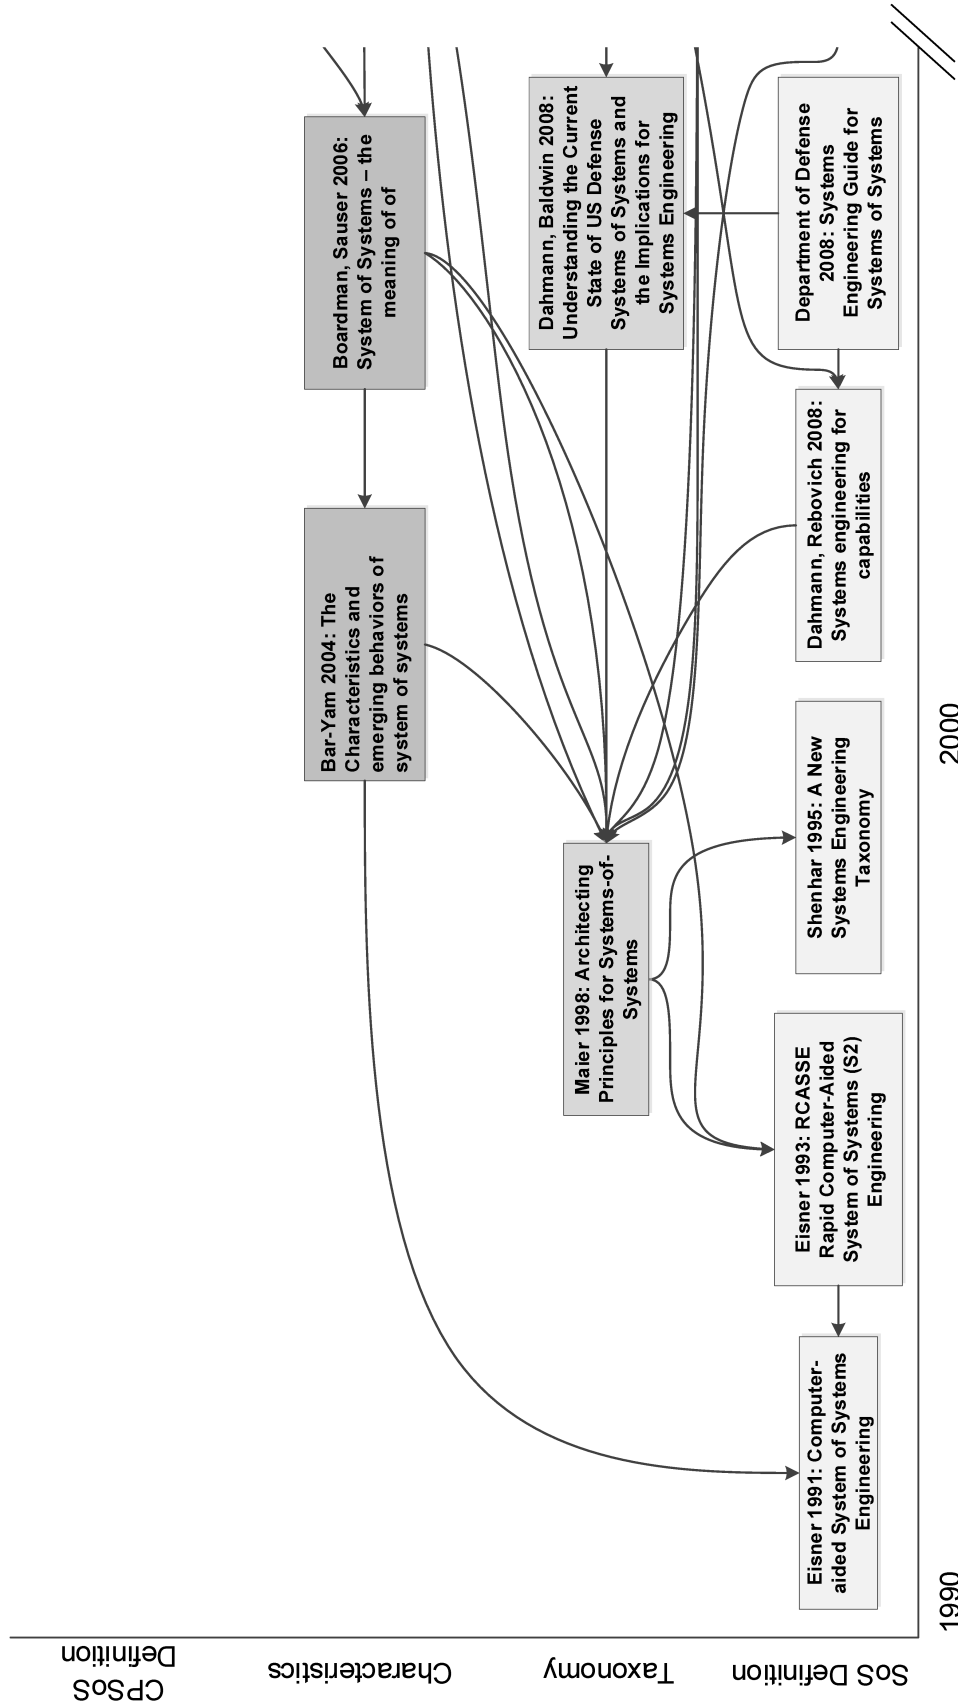 CPSoS
Definition
Characteristics
Taxonomy
SoS Definition
Boardman, Sauser 2006:
System of Systems – the
meaning of of
Bar-Yam 2004: The
Characteristics and
emerging behaviors of
system of systems
Dahmann, Baldwin 2008:
Understanding the Current
State of US Defense
Systems of Systems and
the Implications for
Systems Engineering
Maier 1998: Architecting
Principles for Systems-of-
Systems
Department of Defense
2008: Systems
Engineering Guide for
Systems of Systems
Dahmann, Rebovich 2008:
Systems engineering for
capabilities
Shenhar 1995: A New
Systems Engineering
Taxonomy
Eisner 1993: RCASSE
Rapid Computer-Aided
System of Systems (S2)
Engineering
Eisner 1991: Computer-
aided System of Systems
Engineering
1990
2000